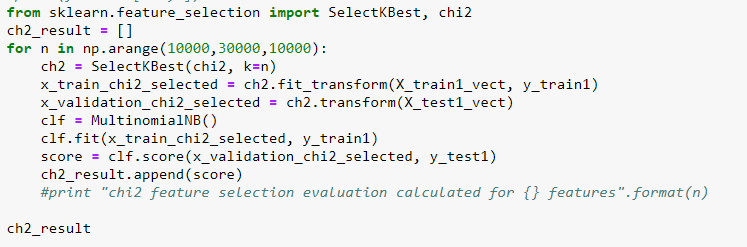 from sklearn.feature_selection import SelectKBest, chi2
ch2_result = []
for n in np.arange(10000,30000,10000):
    ch2 = SelectKBest(chi2, k=n)
    x_train_chi2_selected = ch2.fit_transform(X_train1_vect, y_train1)
    x_validation_chi2_selected = ch2.transform(X_test1_vect)
    clf = MultinomialNB()
    clf.fit(x_train_chi2_selected, y_train1)
    score = clf.score(x_validation_chi2_selected, y_test1)
    ch2_result.append(score)
    #print "chi2 feature selection evaluation calculated for {} features".format(n)

ch2_result